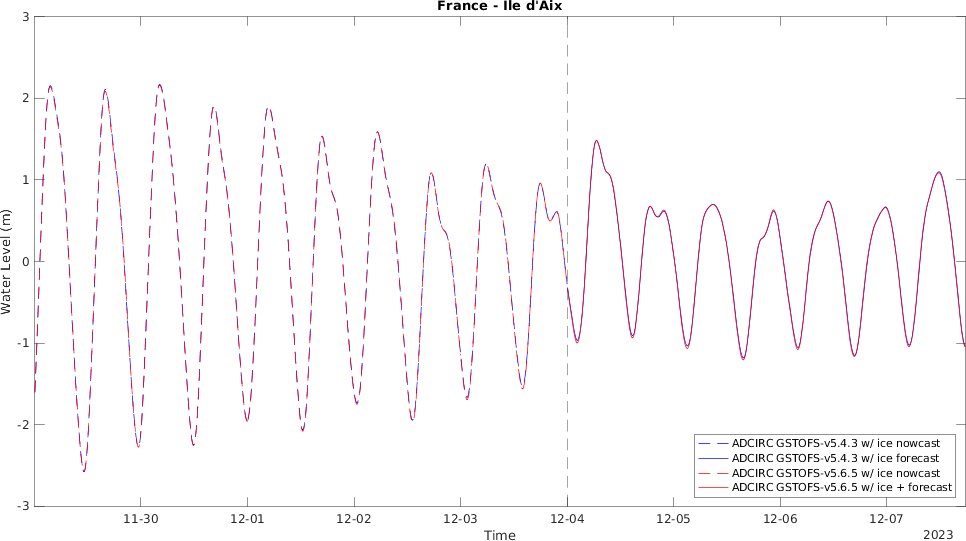 France - Ile d'Aix
3
2
1
0
-1
-2
-3
Water Level (m)
11-30
12-01
12-02
12-03
12-04
12-05
12-06
12-07
Time
2023
ADCIRC GSTOFS-v5.4.3 w/ ice nowcast
ADCIRC GSTOFS-v5.4.3 w/ ice forecast
ADCIRC GSTOFS-v5.6.5 w/ ice nowcast
ADCIRC GSTOFS-v5.6.5 w/ ice + forecast